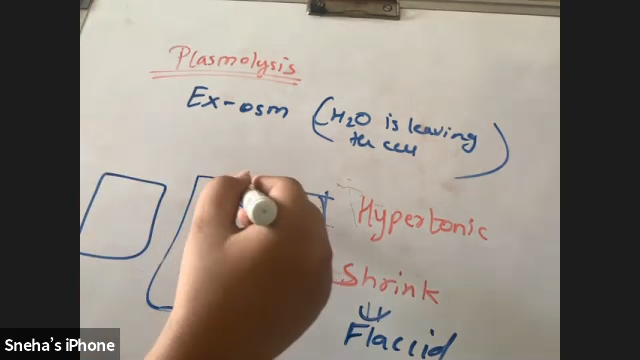 Plasmolysis
Ex-osm (H2O is leaving
the cell)
Hypertonic
Shrink
Flaccid
Sneha's iPhone